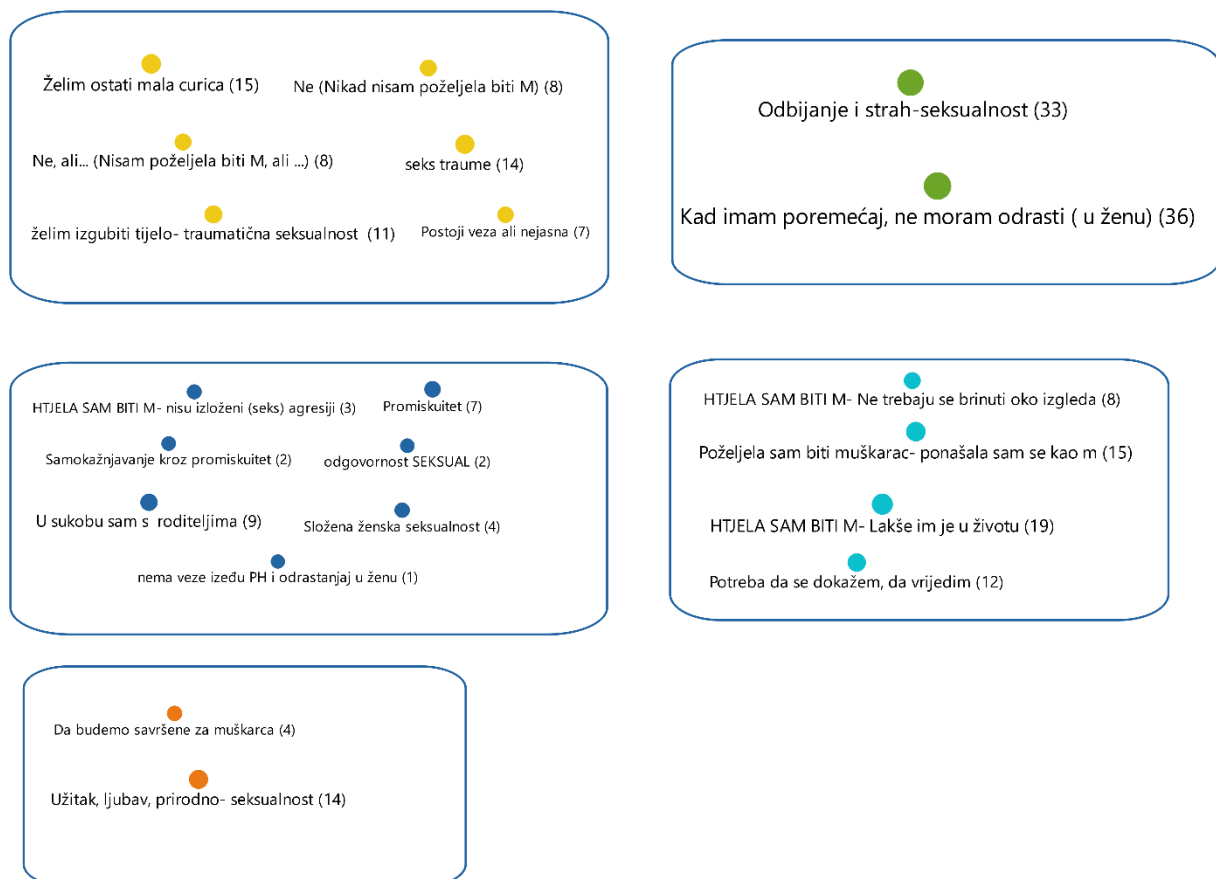 Želim ostati mala curica (15)
Ne (Nikad nisam poželjela biti M) (8)
Ne, ali... (Nisam poželjela biti M, ali ...) (8)
seks traume (14)
želim izgubiti tijelo- traumatična seksualnost (11)
Postoji veza ali nejasna (7)
Odbijanje i strah-seksualnost (33)
Kad imam poremećaj, ne moram odrasti ( u ženu) (36)
HTJELA SAM BITI M- nisu izloženi (seks) agresiji (3)
Promiskuitet (7)
Samokažnjavanje kroz promiskuitet (2)
odgovornost SEKSUAL (2)
U sukobu sam s roditeljima (9)
Složena ženska seksualnost (4)
nema veze izeđu PH i odrastanjaj u ženu (1)
HTJELA SAM BITI M- Ne trebaju se brinuti oko izgleda (8)
Poželjela sam biti muškarac- ponašala sam se kao m (15)
HTJELA SAM BITI M- Lakše im je u životu (19)
Potreba da se dokažem, da vrijedim (12)
Da budemo savršene za muškarca (4)
Užitak, ljubav, prirodno- seksualnost (14)